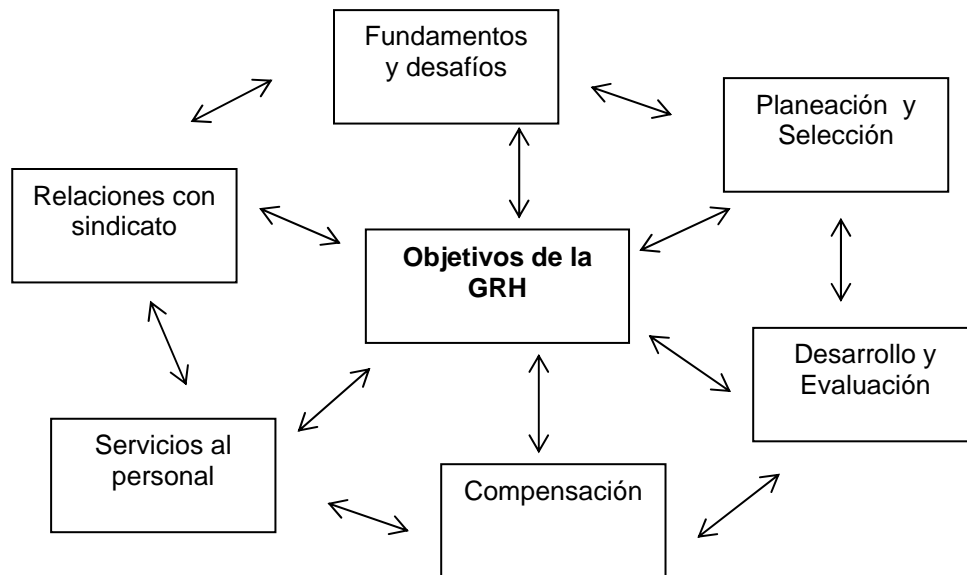 Fundamentos
y desafíos
Planeación y
Selección
Relaciones con
sindicato
Objetivos de la
GRH
Desarrollo y
Evaluación
Servicios al
personal
Compensación